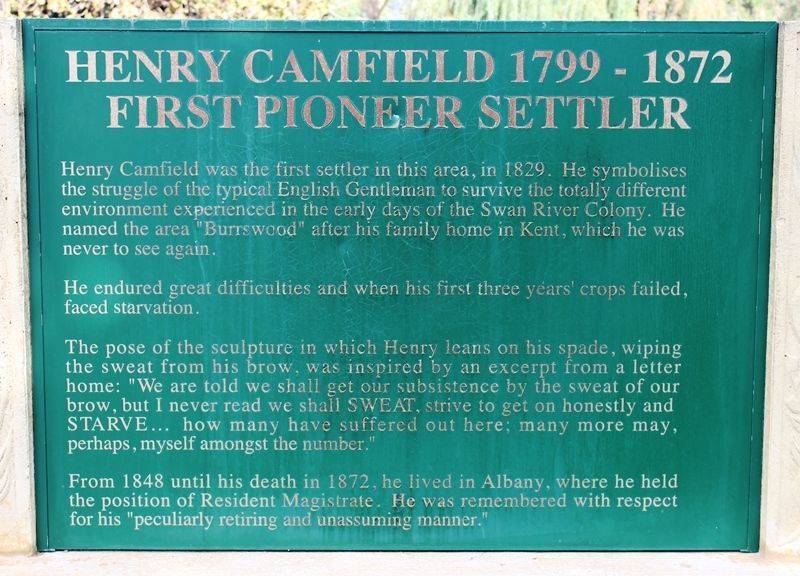 HENRY CAMFIELD 1799 - 1872
FIRST PIONEER SETTLER
Henry Camfield was the first settler in this area, in 1829. He symbolises
the struggle of the typical English Gentleman to survive the totally different
environment experienced in the early days of the Swan River Colony. He
named the area "Burrswood" after his family home in Kent, which he was
never to see again.
He endured great difficulties and when his first three years' crops failed,
faced starvation.
The pose of the sculpture in which Henry leans on his spade, wiping
the sweat from his brow, was inspired by an excerpt from a letter
home: "We are told we shall get our subsistence by the sweat of our
brow, but I never read we shall SWEAT, strive to get on honestly and
STARVE... how many have suffered out here; many more may,
perhaps, myself amongst the number."
From 1848 until his death in 1872, he lived in Albany, where he held
the position of Resident Magistrate. He was remembered with respect
for his "peculiarly retiring and unassuming manner."